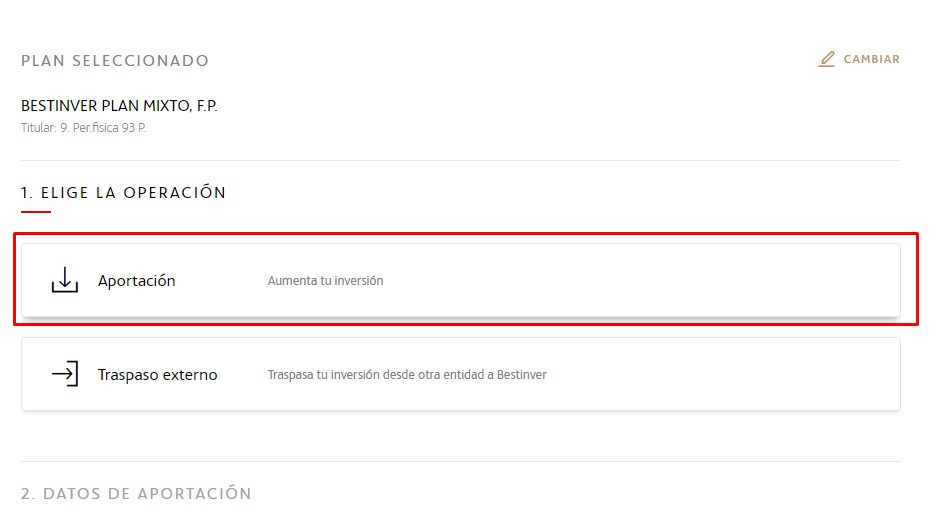 PLAN SELECCIONADO
CAMBIAR
BESTINVER PLAN MIXTO, F.P.
Titular: 9. Per.fisica 93 P.
1. ELIGE LA OPERACIÓN
Aportación
Aumenta tu inversión
Traspaso externo
Traspasa tu inversión desde otra entidad a Bestinver
2. DATOS DE APORTACIÓN